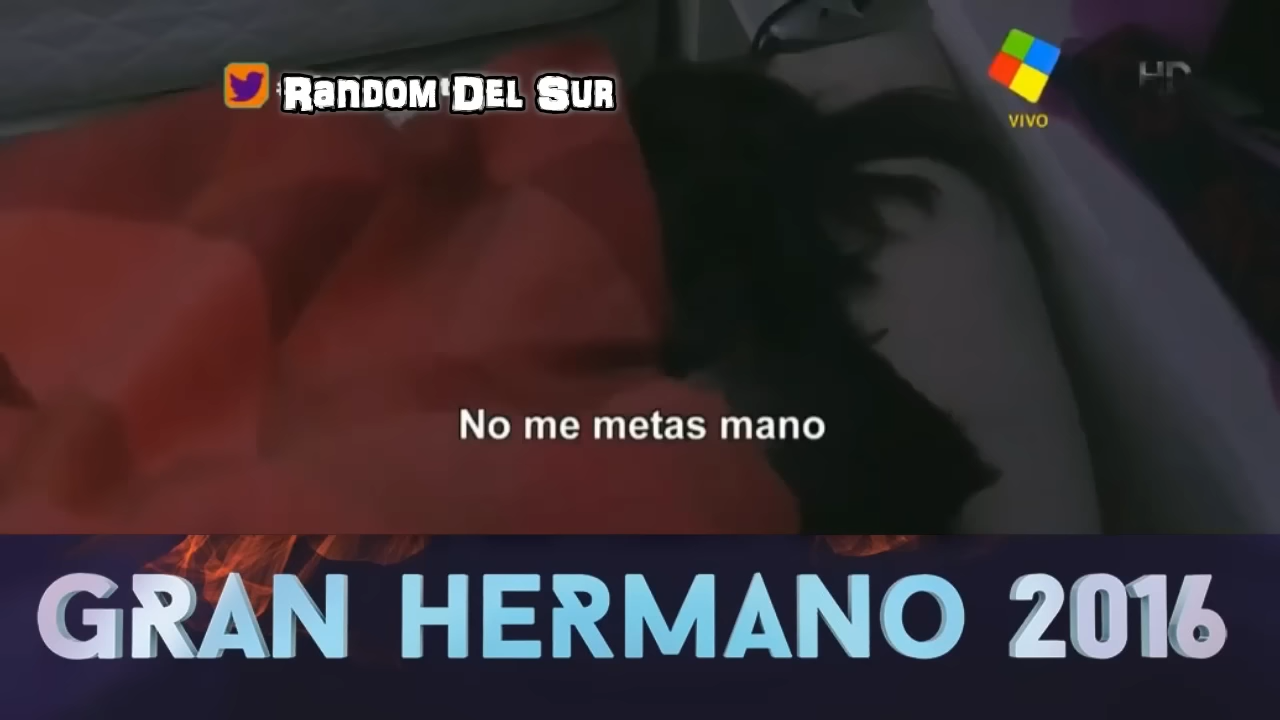 Random Del Sur
VIVO
HD
No me metas mano
GRAN HERMANO 2016